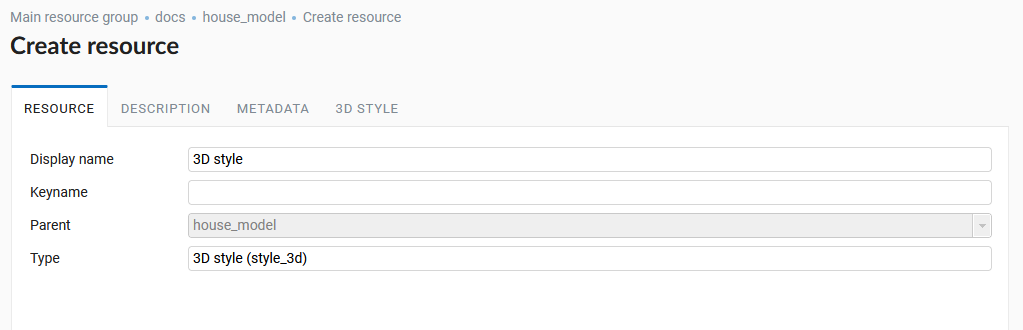 Main resource group • docs • house_model • Create resource
Create resource
RESOURCE DESCRIPTION METADATA 3D STYLE
Display name 3D style
Keyname
Parent house_model
Type 3D style (style_3d)